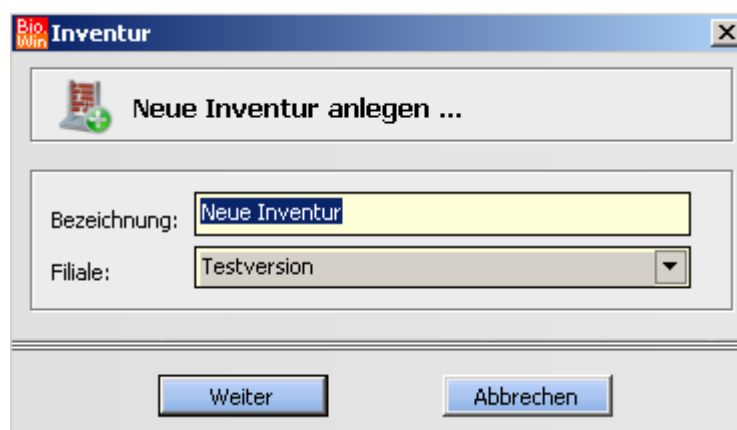 Bio.
Win Inventur
Neue Inventur anlegen ...
Bezeichnung: Neue Inventur
Filiale: Testversion
Weiter Abbrechen